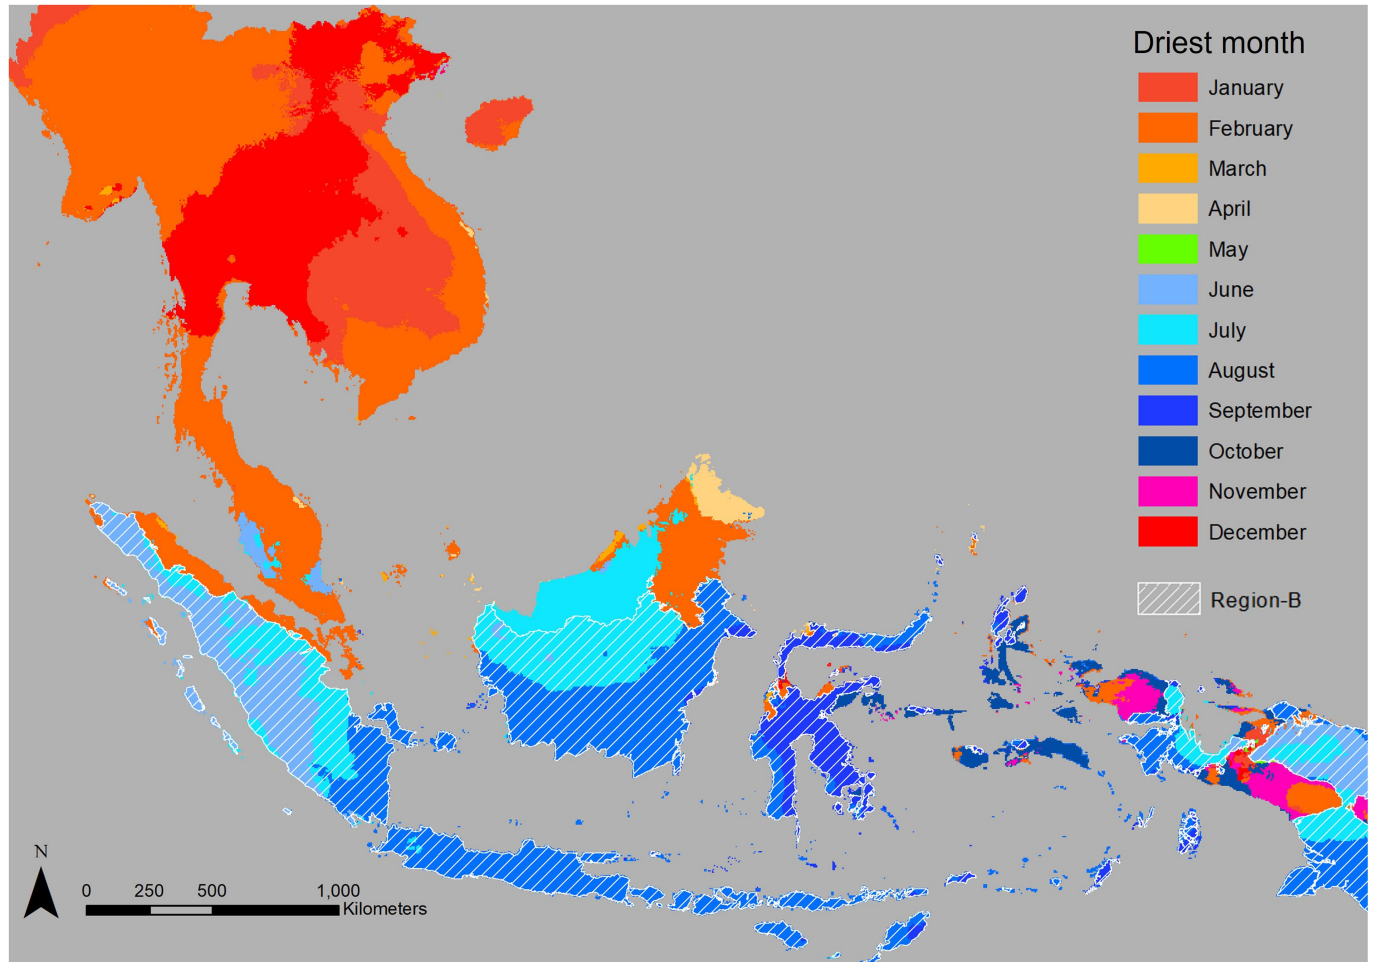 Driest month
January
February
March
April
May
June
July
August
September
October
November
December
Region-B
N
0 250 500 1,000
Kilometers